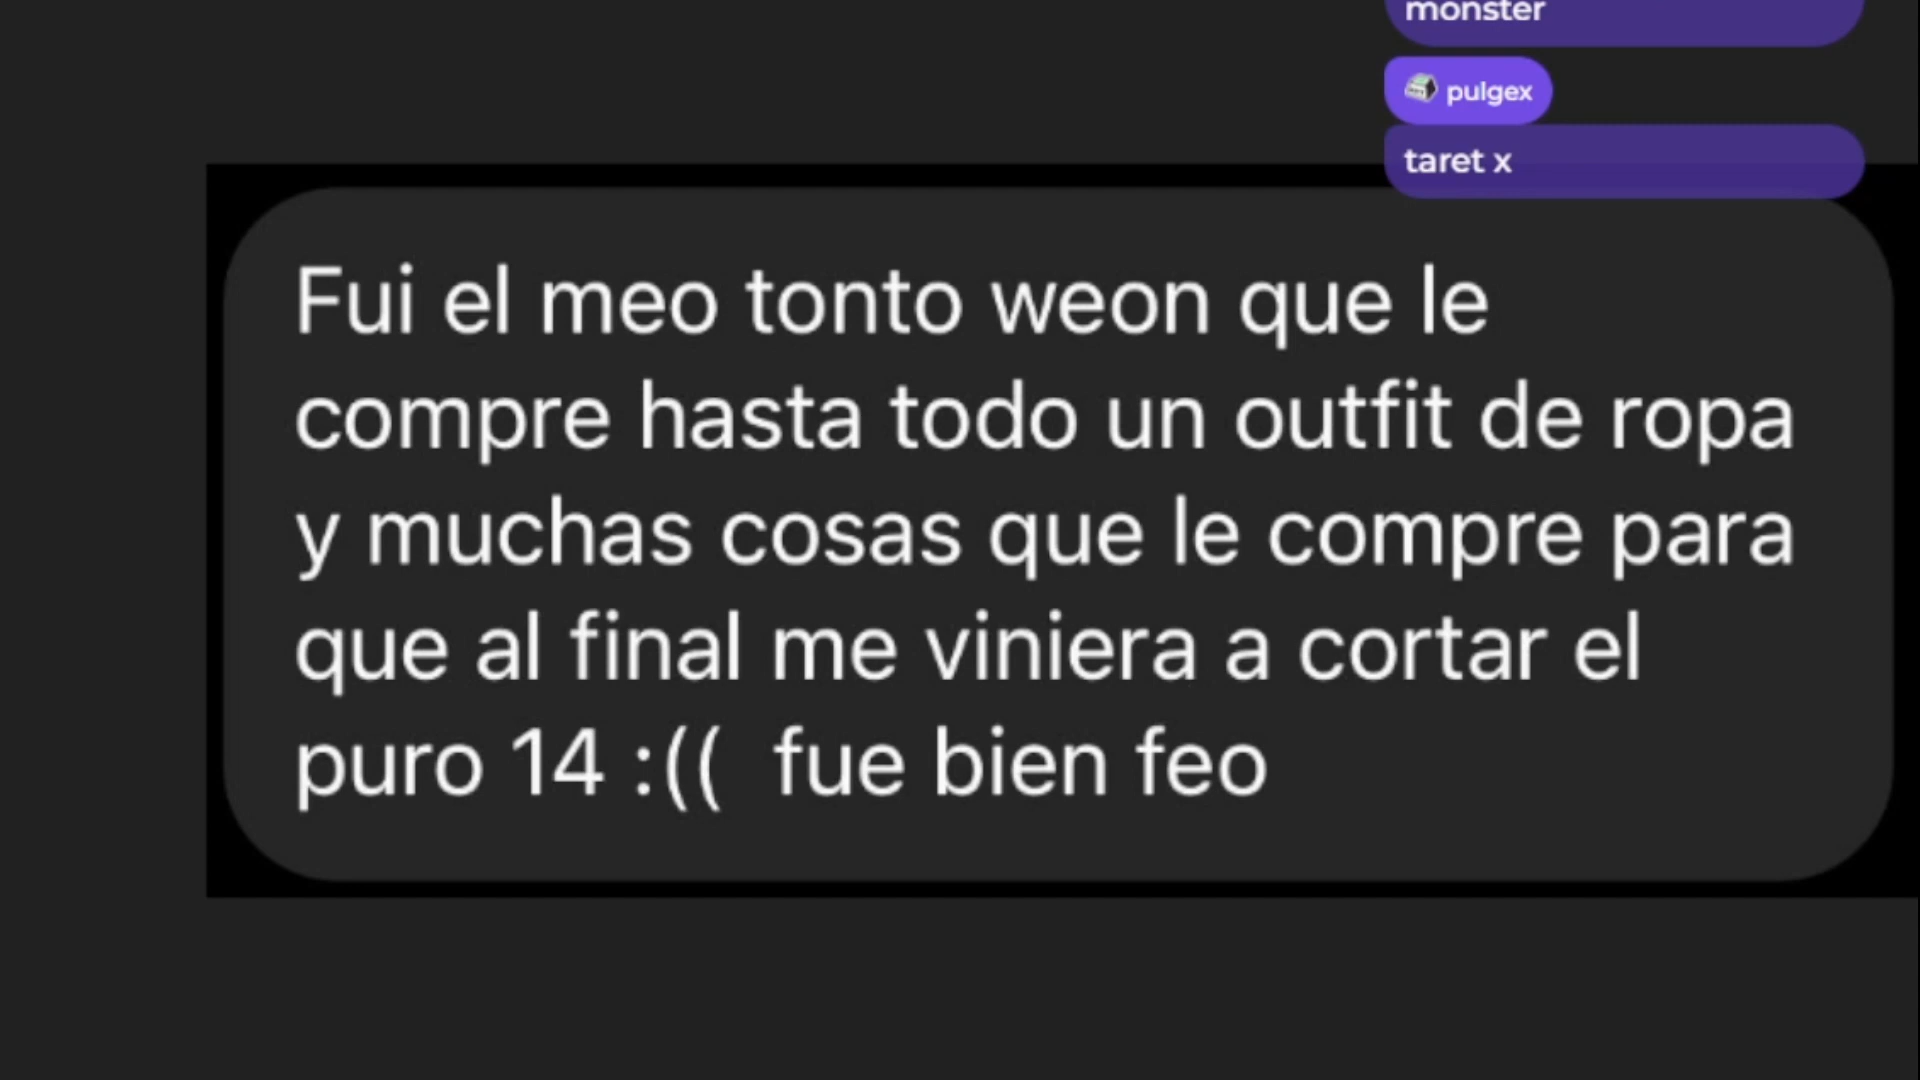 monster
pulgex
taret x
Fui el meo tonto weon que le
compre hasta todo un outfit de ropa
y muchas cosas que le compre para
que al final me viniera a cortar el
puro 14 :(( fue bien feo